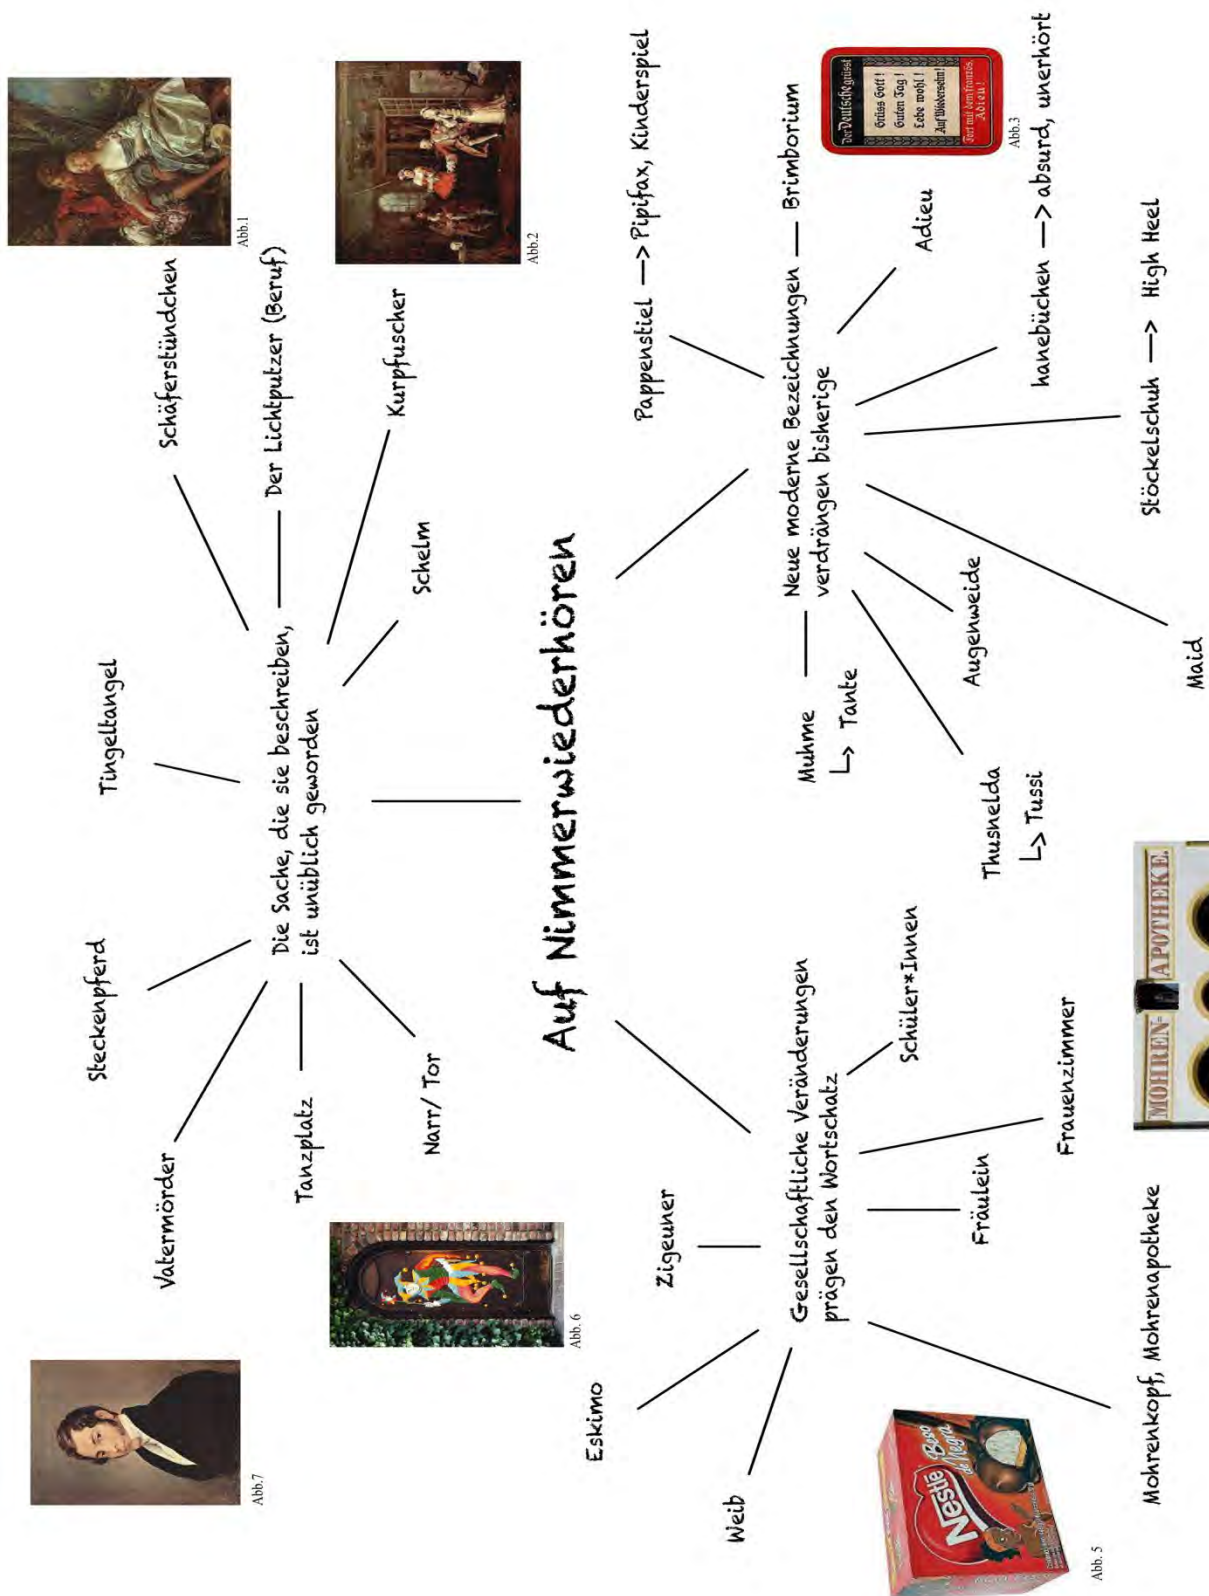 Auf Nimmerwiederhören
Die Sache, die sie beschreiben,
ist unüblich geworden
Vatermörder
Steckenpferd
Tingeltangel
Schäferstündchen
Der Lichtputzer (Beruf)
Kurpfuscher
Schelm
Narr/ Tor
Tanzplatz
Abb.7
Abb. 6
Abb.1
Abb.2
Gesellschaftliche Veränderungen
prägen den Wortschatz
Eskimo
Zigeuner
Weib
Schüler*Innen
Fräulein
Frauenzimmer
Mohrenkopf, Mohrenapotheke
Nestlé
Beso
de Negra
Abb. 5
MOHREN-
APOTHEKE
Neue moderne Bezeichnungen
verdrängen bisherige
Pappenstiel —> Pipifax, Kinderspiel
Brimborium
Adieu
hanebüchen —> absurd, unerhört
Stöckelschuh —> High Heel
Maid
Augenweide
Thusnelda
↳ Tussi
Muhme
↳ Tante
Der Deutsche grüsst
Grüss Gott!
Guten Tag!
Lebe wohl!
Auf Wiedersehn!
Fort mit dem französ.
Adieu!
Abb.3